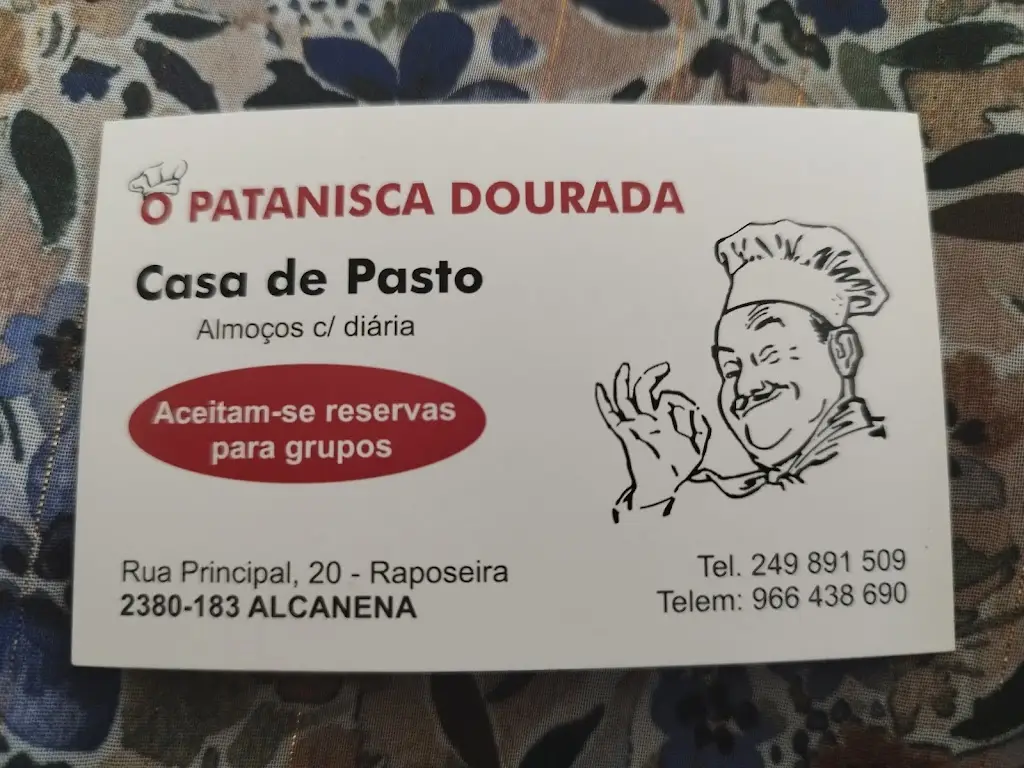 O PATANISCA DOURADA
Casa de Pasto
Almoços c/ diária
Aceitam-se reservas
para grupos
Rua Principal, 20 - Raposeira
2380-183 ALCANENA
Tel. 249 891 509
Telem: 966 438 690